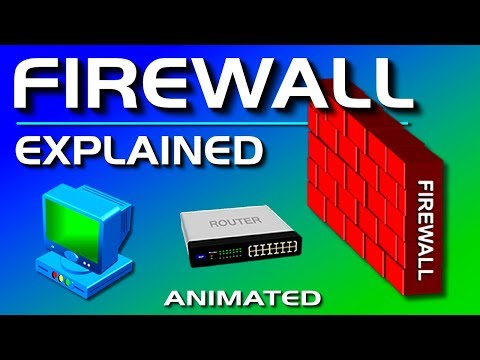 FIREWALL
EXPLAINED
ROUTER
FIREWALL
ANIMATED